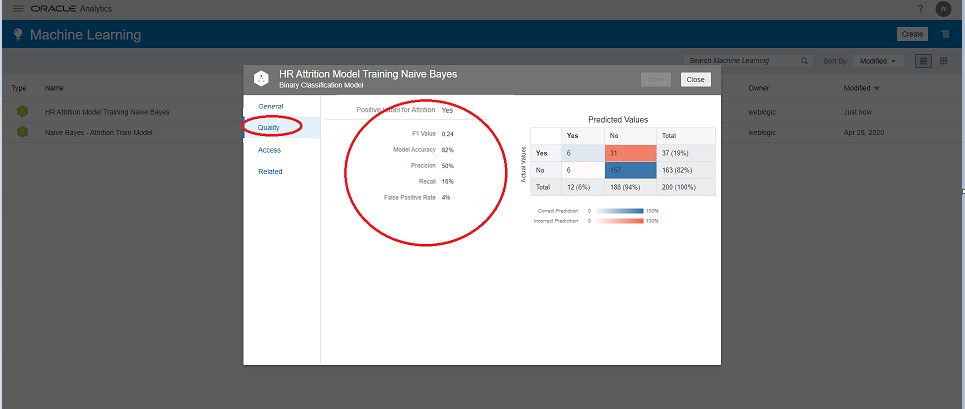 ORACLE Analytics
? W
Machine Learning
Create
Search Machine Learning
Sort By Modified
Type Name Owner Modified
HR Attrition Model Training Naive Bayes weblogic Just now
Naive Bayes - Attrition Train Model weblogic Apr 28, 2020
HR Attrition Model Training Naive Bayes
Binary Classification Model
Save Close
General
Quality
Access
Related
Positive Label for Attrition Yes
F1 Value 0.24
Model Accuracy 82%
Precision 50%
Recall 16%
False Positive Rate 4%
Predicted Values
Yes No Total
Actual Values
Yes 6 31 37 (19%)
No 6 157 163 (82%)
Total 12 (6%) 188 (94%) 200 (100%)
Correct Prediction 0 100%
Incorrect Prediction 0 100%